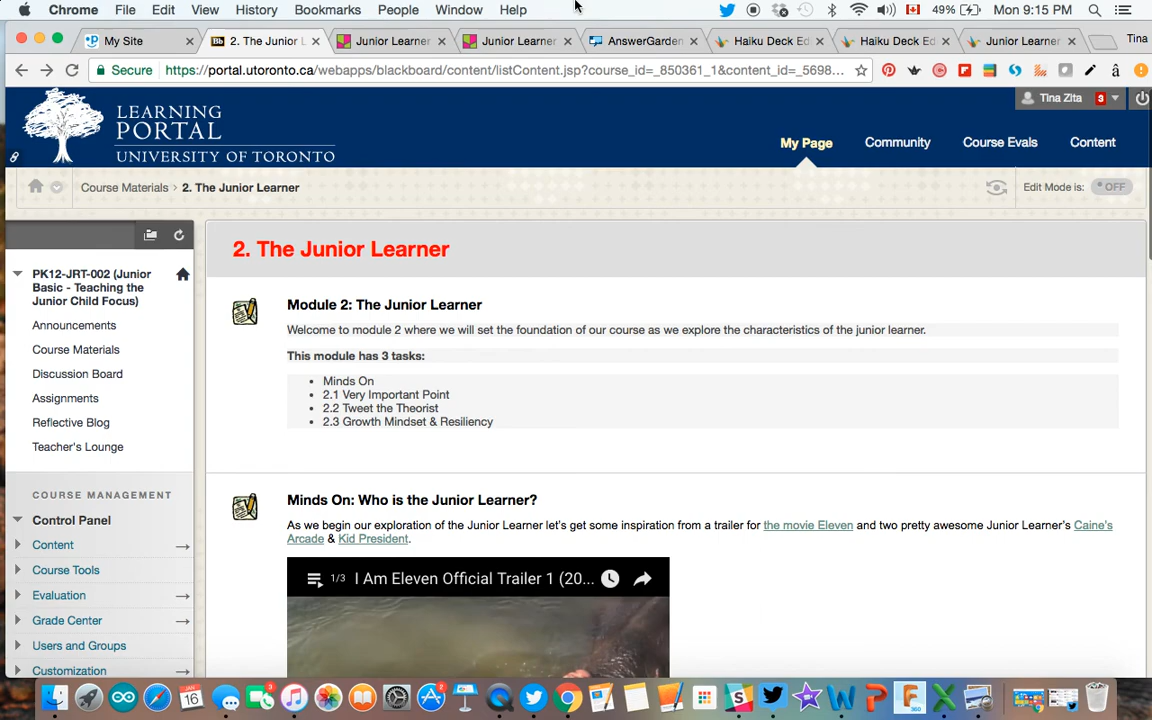 Chrome File Edit View History Bookmarks People Window Help 49% Mon 9:15 PM
My Site 2. The Junior L Junior Learner Junior Learner AnswerGarden Haiku Deck Ed Haiku Deck Ed Junior Learner Tina
Secure https://portal.utoronto.ca/webapps/blackboard/content/listContent.jsp?course_id=_850361_1&content_id=_5698...
Tina Zita 3
LEARNING
PORTAL
UNIVERSITY OF TORONTO
My Page Community Course Evals Content
Course Materials > 2. The Junior Learner Edit Mode is: OFF
2. The Junior Learner
PK12-JRT-002 (Junior
Basic - Teaching the
Junior Child Focus)
Announcements
Course Materials
Discussion Board
Assignments
Reflective Blog
Teacher's Lounge
COURSE MANAGEMENT
Control Panel
Content
Course Tools
Evaluation
Grade Center
Users and Groups
Customization
Module 2: The Junior Learner
Welcome to module 2 where we will set the foundation of our course as we explore the characteristics of the junior learner.
This module has 3 tasks:
• Minds On
• 2.1 Very Important Point
• 2.2 Tweet the Theorist
• 2.3 Growth Mindset & Resiliency
Minds On: Who is the Junior Learner?
As we begin our exploration of the Junior Learner let's get some inspiration from a trailer for the movie Eleven and two pretty awesome Junior Learner's Caine's
Arcade & Kid President.
1/3 I Am Eleven Official Trailer 1 (20...
JAN
16
3
2
360